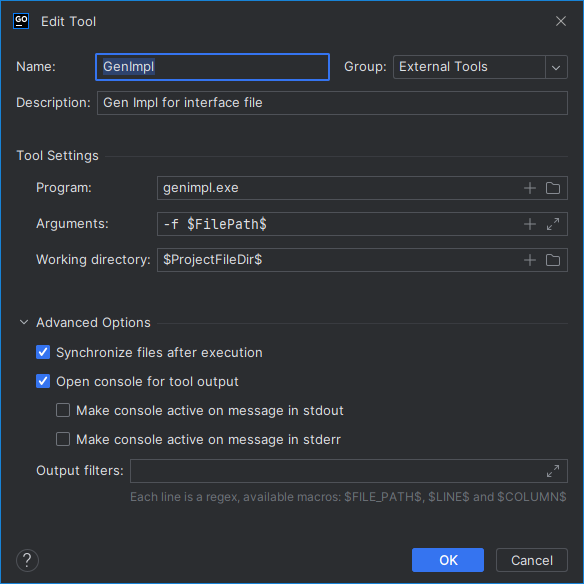 GO Edit Tool
Name: GenImpl Group: External Tools
Description: Gen Impl for interface file
Tool Settings
Program: genimpl.exe
Arguments: -f $FilePath$
Working directory: $ProjectFileDir$
Advanced Options
Synchronize files after execution
Open console for tool output
Make console active on message in stdout
Make console active on message in stderr
Output filters:
Each line is a regex, available macros: $FILE_PATH$, $LINE$ and $COLUMN$
? OK Cancel